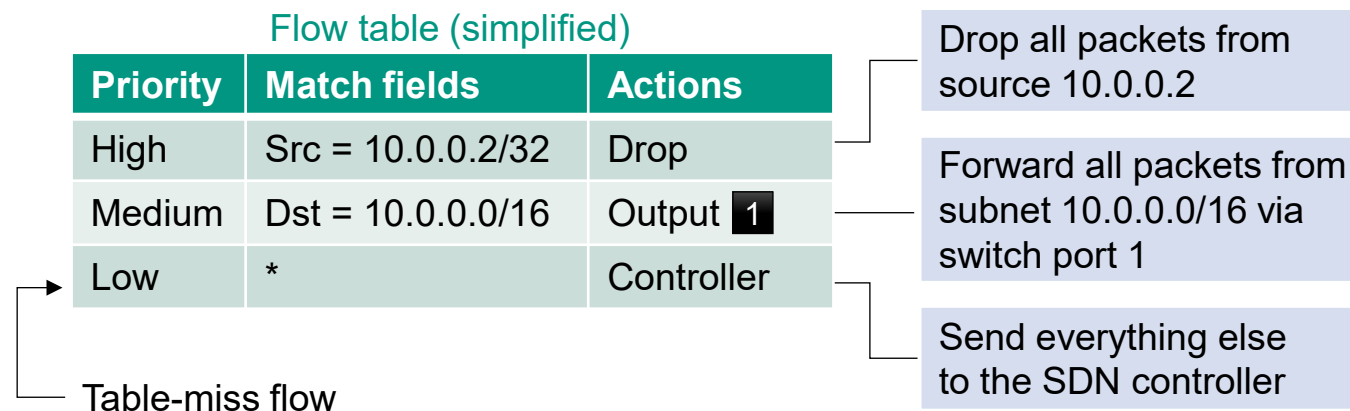 Flow table (simplified)
Priority Match fields Actions
High Src = 10.0.0.2/32 Drop
Medium Dst = 10.0.0.0/16 Output 1
Low * Controller
Table-miss flow
Drop all packets from
source 10.0.0.2
Forward all packets from
subnet 10.0.0.0/16 via
switch port 1
Send everything else
to the SDN controller